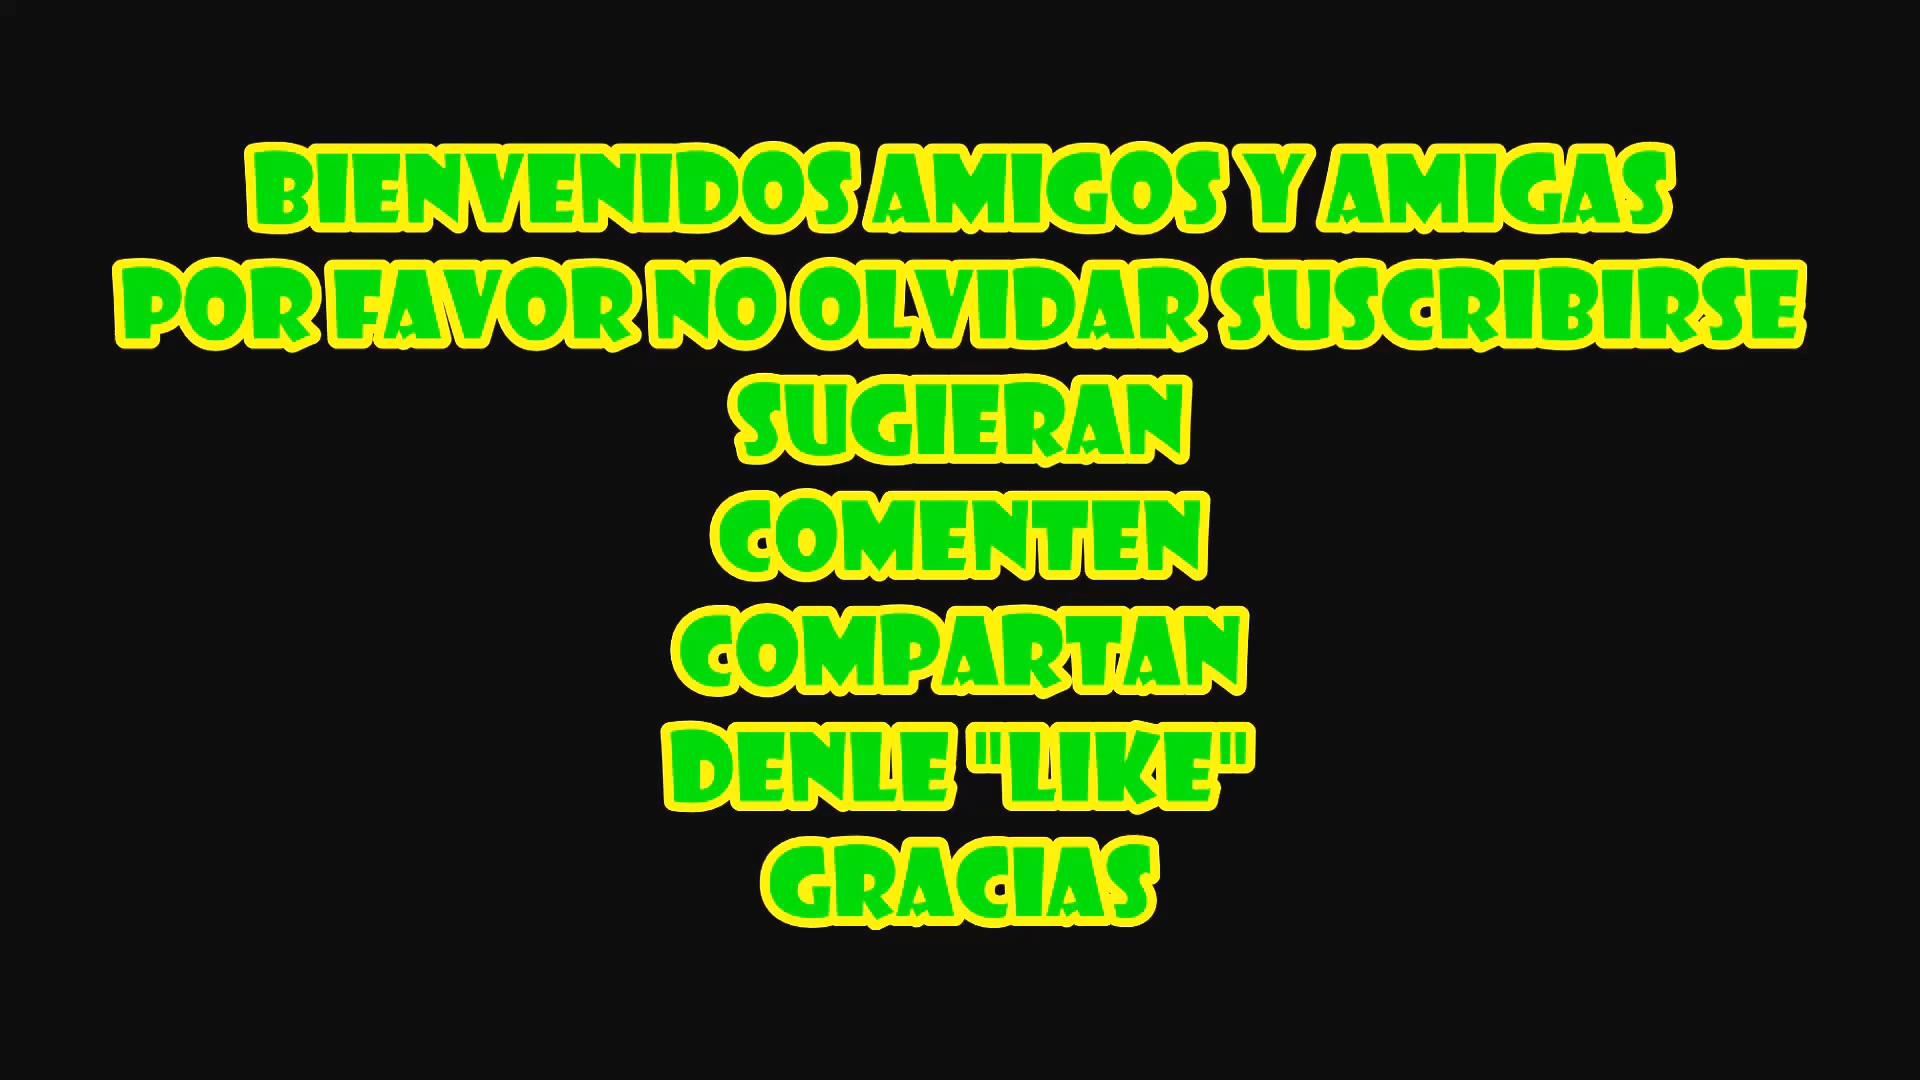 BIENVENIDOS AMIGOS Y AMIGAS
POR FAVOR NO OLVIDAR SUSCRIBIRSE
SUGIERAN
COMENTEN
COMPARTAN
DENLE "LIKE"
GRACIAS